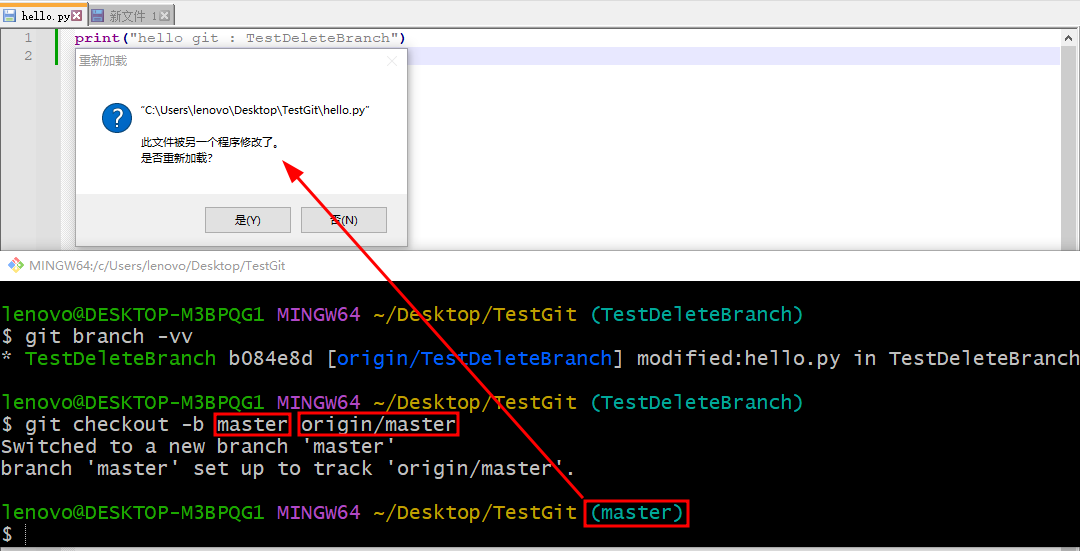 hello.py 新文件 1
1 print("hello git : TestDeleteBranch")
2
重新加载
"C:\Users\lenovo\Desktop\TestGit\hello.py"
此文件被另一个程序修改了。
是否重新加载?
是(Y) 否(N)
MINGW64:/c/Users/lenovo/Desktop/TestGit
lenovo@DESKTOP-M3BPQG1 MINGW64 ~/Desktop/TestGit (TestDeleteBranch)
$ git branch -vv
* TestDeleteBranch b084e8d [origin/TestDeleteBranch] modified:hello.py in TestDeleteBranch
lenovo@DESKTOP-M3BPQG1 MINGW64 ~/Desktop/TestGit (TestDeleteBranch)
$ git checkout -b master origin/master
Switched to a new branch 'master'
branch 'master' set up to track 'origin/master'.
lenovo@DESKTOP-M3BPQG1 MINGW64 ~/Desktop/TestGit (master)
$